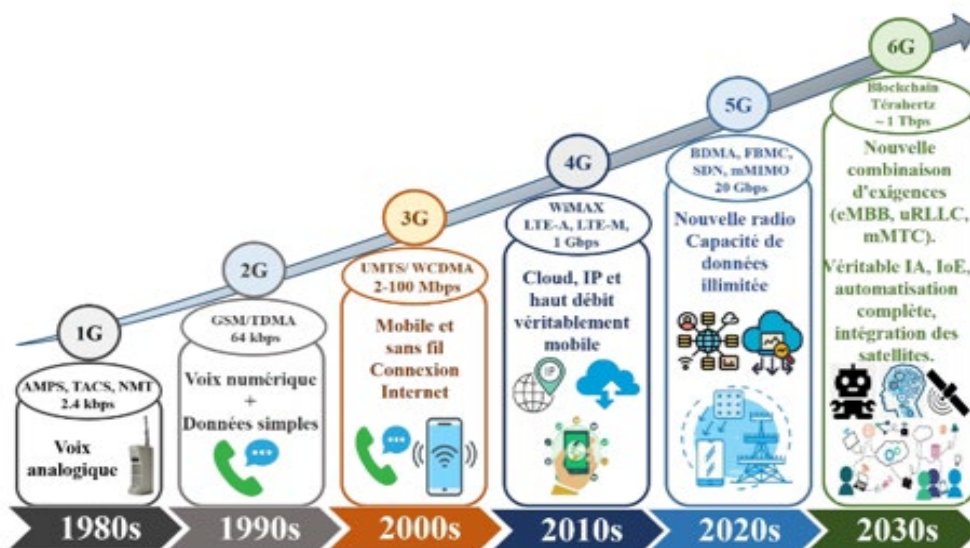 1G
AMPS, TACS, NMT
2.4 kbps
Voix
analogique
1980s
2G
GSM/TDMA
64 kbps
Voix numérique
+
Données simples
1990s
3G
UMTS/ WCDMA
2-100 Mbps
Mobile et
sans fil
Connexion
Internet
2000s
4G
WiMAX
LTE-A, LTE-M,
1 Gbps
Cloud, IP et
haut débit
véritablement
mobile
IP
2010s
5G
BDMA, FBMC,
SDN, mMIMO
20 Gbps
Nouvelle radio
Capacité de
données
illimitée
2020s
6G
Blockchain
Térahertz
~ 1 Tbps
Nouvelle
combinaison
d'exigences
(eMBB, uRLLC,
mMTC).
Véritable IA, IoE,
automatisation
complète,
intégration des
satellites.
2030s